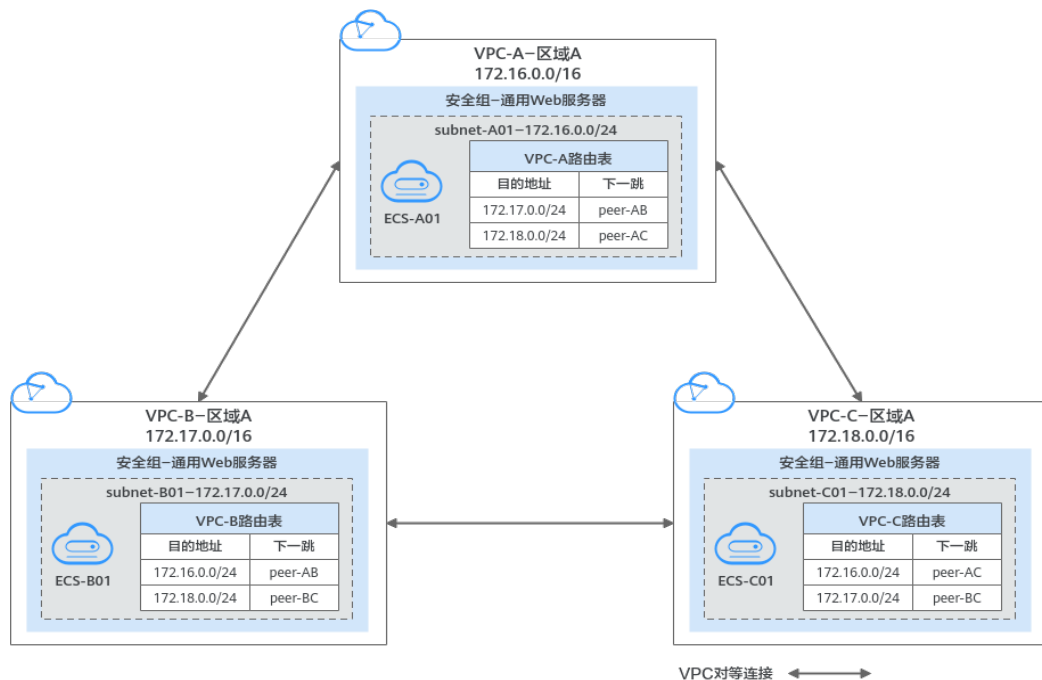 VPC-A-区域A
172.16.0.0/16
安全组-通用Web服务器
subnet-A01-172.16.0.0/24
VPC-A路由表
目的地址 下一跳
172.17.0.0/24 peer-AB
172.18.0.0/24 peer-AC
ECS-A01
VPC-B-区域A
172.17.0.0/16
安全组-通用Web服务器
subnet-B01-172.17.0.0/24
VPC-B路由表
目的地址 下一跳
172.16.0.0/24 peer-AB
172.18.0.0/24 peer-BC
ECS-B01
VPC-C-区域A
172.18.0.0/16
安全组-通用Web服务器
subnet-C01-172.18.0.0/24
VPC-C路由表
目的地址 下一跳
172.16.0.0/24 peer-AC
172.17.0.0/24 peer-BC
ECS-C01
VPC对等连接